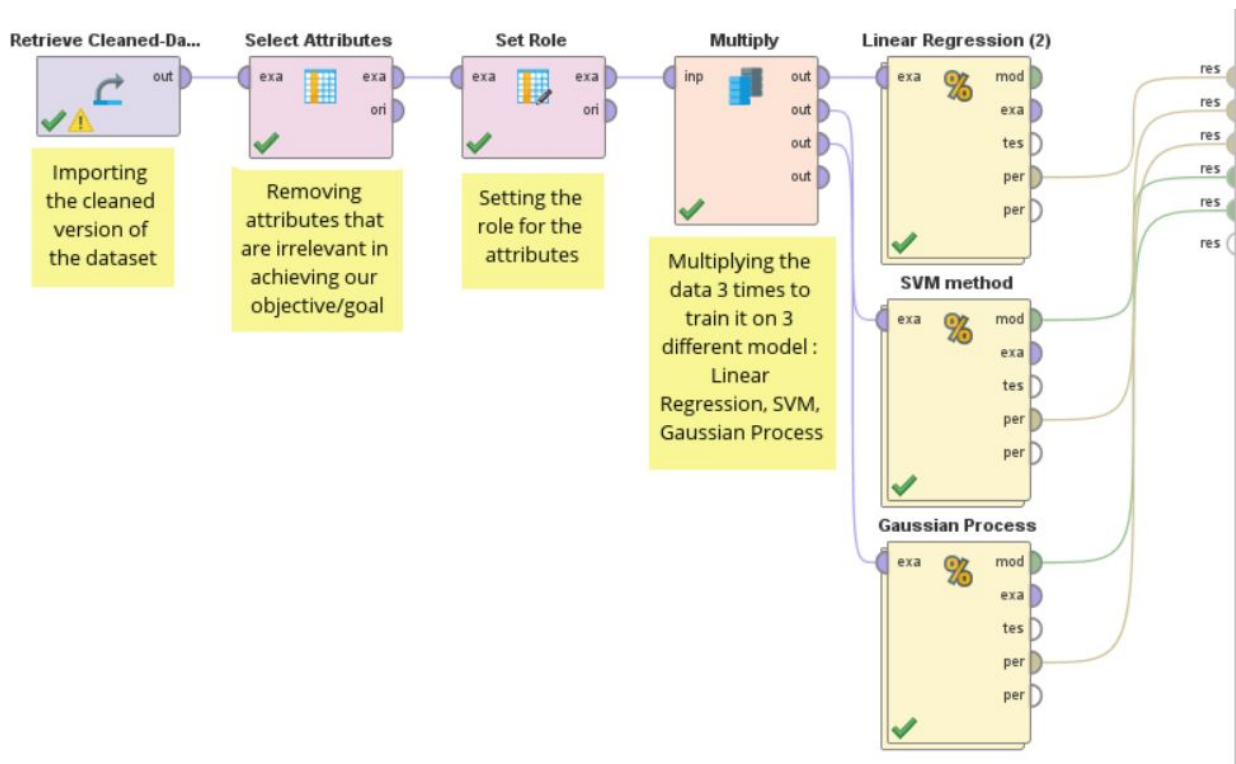 Retrieve Cleaned-Da...
out
Importing
the cleaned
version of
the dataset
Select Attributes
exa
exa
ori
Removing
attributes that
are irrelevant in
achieving our
objective/goal
Set Role
exa
exa
ori
Setting the
role for the
attributes
Multiply
inp
out
out
out
out
Multiplying the
data 3 times to
train it on 3
different model :
Linear
Regression, SVM,
Gaussian Process
Linear Regression (2)
exa
%
mod
exa
tes
per
per
SVM method
exa
%
mod
exa
tes
per
per
Gaussian Process
exa
%
mod
exa
tes
per
per
res
res
res
res
res
res